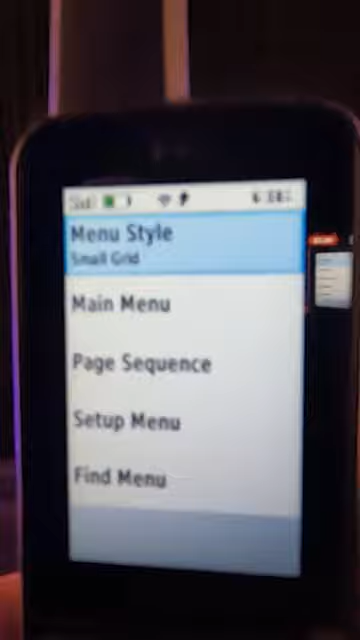 Menu Style
Small Grid
Main Menu
Page Sequence
Setup Menu
Find Menu